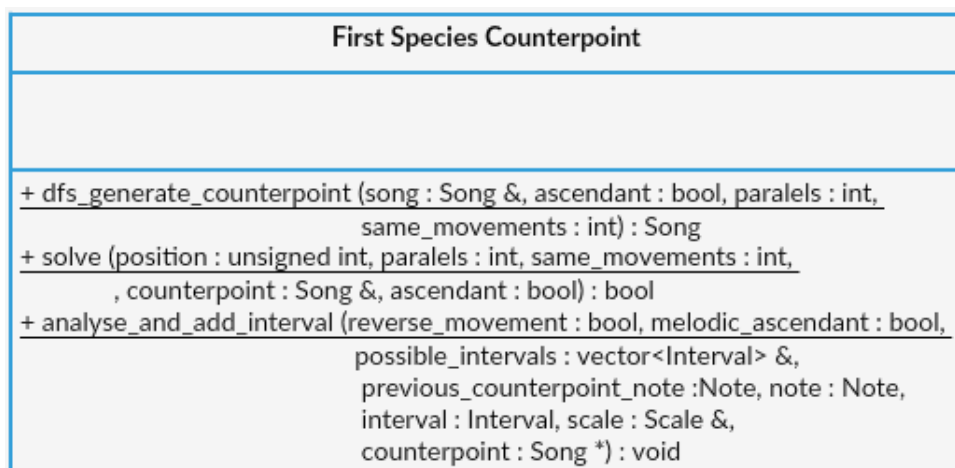 First Species Counterpoint
+ dfs_generate_counterpoint (song : Song &, ascendant : bool, paralels : int,
same_movements : int) : Song
+ solve (position : unsigned int, paralels : int, same_movements : int,
, counterpoint : Song &, ascendant : bool) : bool
+ analyse_and_add_interval (reverse_movement : bool, melodic_ascendant : bool,
possible_intervals : vector<Interval> &,
previous_counterpoint_note :Note, note : Note,
interval : Interval, scale : Scale &,
counterpoint : Song *) : void